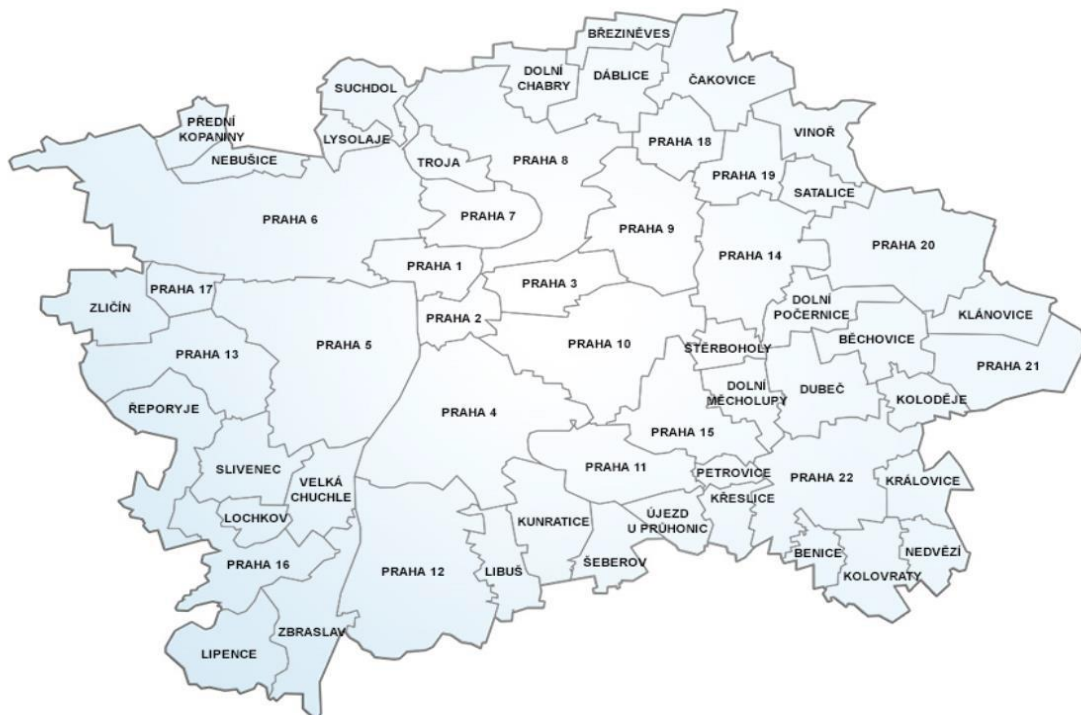 BŘEZINĚVES
DOLNÍ
CHABRY
ĎÁBLICE
ČAKOVICE
SUCHDOL
PŘEDNÍ
KOPANINY
LYSOLAJE
NEBUŠICE
TROJA
PRAHA 8
PRAHA 18
VINOŘ
PRAHA 19
SATALICE
PRAHA 6
PRAHA 7
PRAHA 9
PRAHA 14
PRAHA 20
PRAHA 1
PRAHA 3
PRAHA 17
ZLIČÍN
DOLNÍ
POČERNICE
KLÁNOVICE
PRAHA 2
PRAHA 5
PRAHA 10
BĚCHOVICE
PRAHA 13
ŠTĚRBOHOLY
PRAHA 21
DOLNÍ
MĚCHOLUPY
DUBEČ
KOLODĚJE
ŘEPORYJE
PRAHA 4
PRAHA 15
SLIVENEC
VELKÁ
CHUCHLE
PRAHA 11
PETROVICE
PRAHA 22
KRÁLOVICE
LOCHKOV
KUNRATICE
ÚJEZD
U PRŮHONIC
KŘESLICE
PRAHA 16
PRAHA 12
LIBUŠ
ŠEBEROV
BENICE
NEDVĚZÍ
KOLOVRATY
ZBRASLAV
LIPENCE